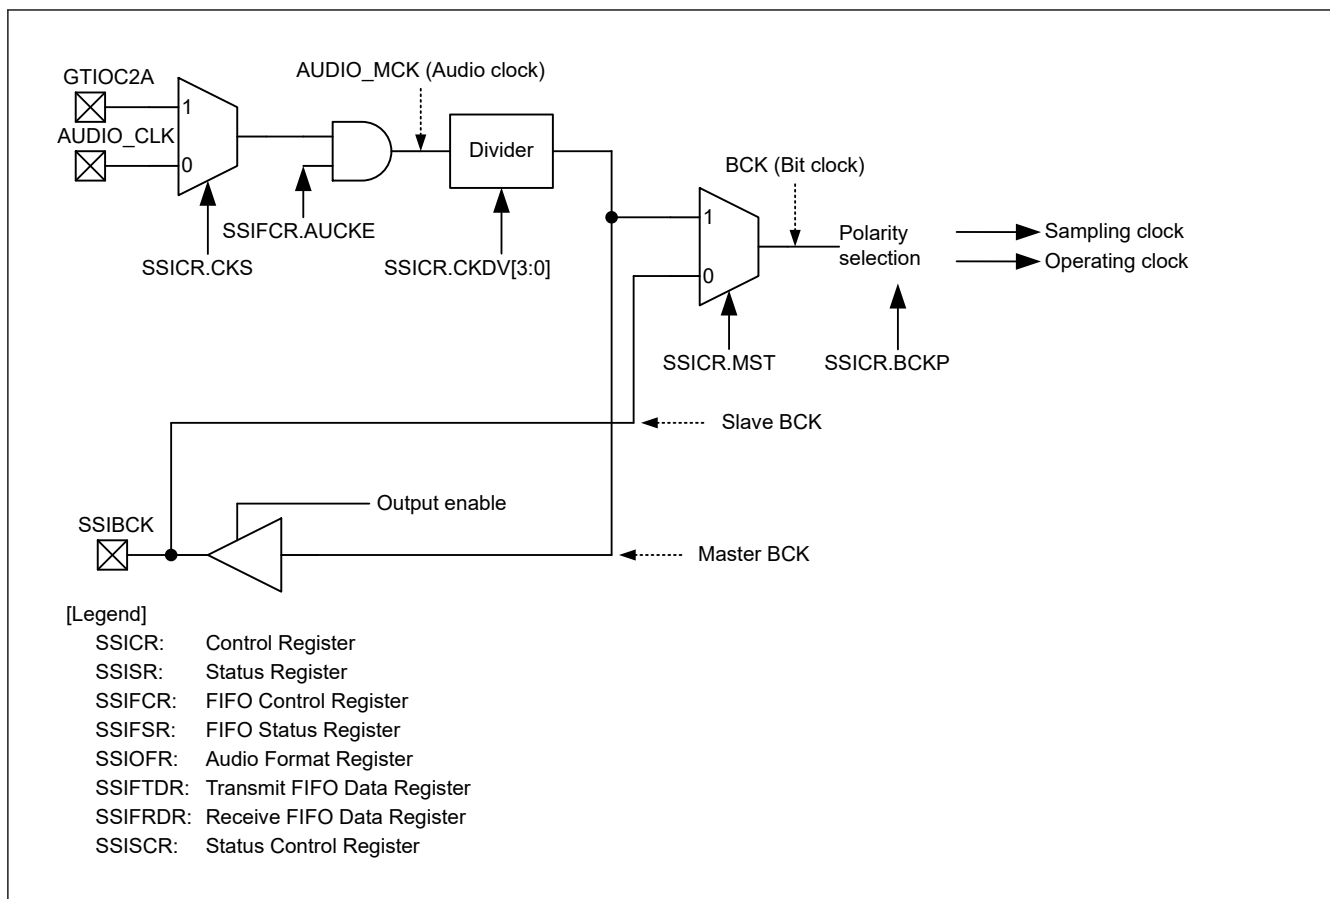 GTIOC2A
AUDIO_MCK (Audio clock)
1
AUDIO_CLK
0
Divider
SSIFCR.AUCKE
SSICR.CKS
SSICR.CKDV[3:0]
BCK (Bit clock)
1
0
Polarity
selection
Sampling clock
Operating clock
SSICR.MST
SSICR.BCKP
Slave BCK
Output enable
SSIBCK
Master BCK
[Legend]
SSICR: Control Register
SSISR: Status Register
SSIFCR: FIFO Control Register
SSIFSR: FIFO Status Register
SSIOFR: Audio Format Register
SSIFTDR: Transmit FIFO Data Register
SSIFRDR: Receive FIFO Data Register
SSISCR: Status Control Register